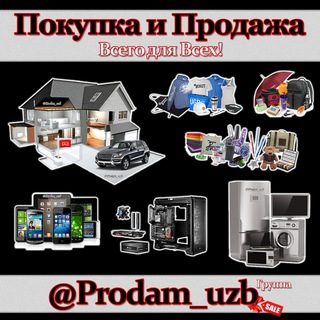 Покупка и Продажа
Всего для Всех!
Группа
@Prodam_uzb
SALE